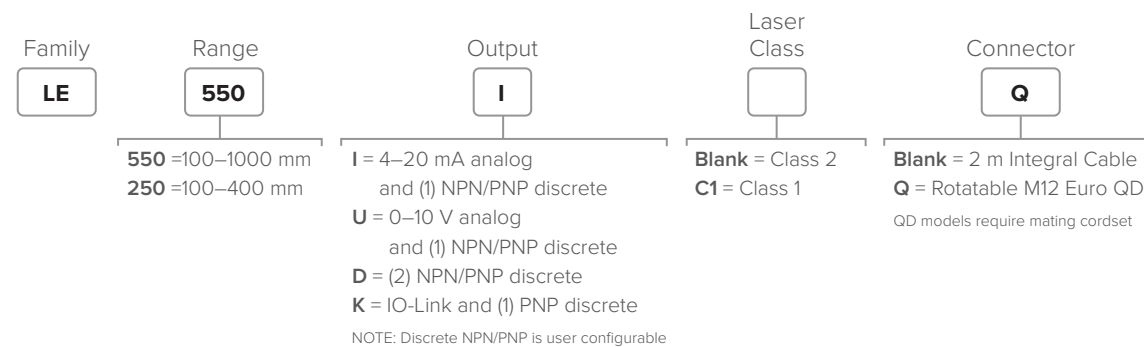 Family
LE
Range
550
550 =100–1000 mm
250 =100–400 mm
Output
I
I = 4–20 mA analog
and (1) NPN/PNP discrete
U = 0–10 V analog
and (1) NPN/PNP discrete
D = (2) NPN/PNP discrete
K = IO-Link and (1) PNP discrete
NOTE: Discrete NPN/PNP is user configurable
Laser
Class
Blank = Class 2
C1 = Class 1
Connector
Q
Blank = 2 m Integral Cable
Q = Rotatable M12 Euro QD
QD models require mating cordset